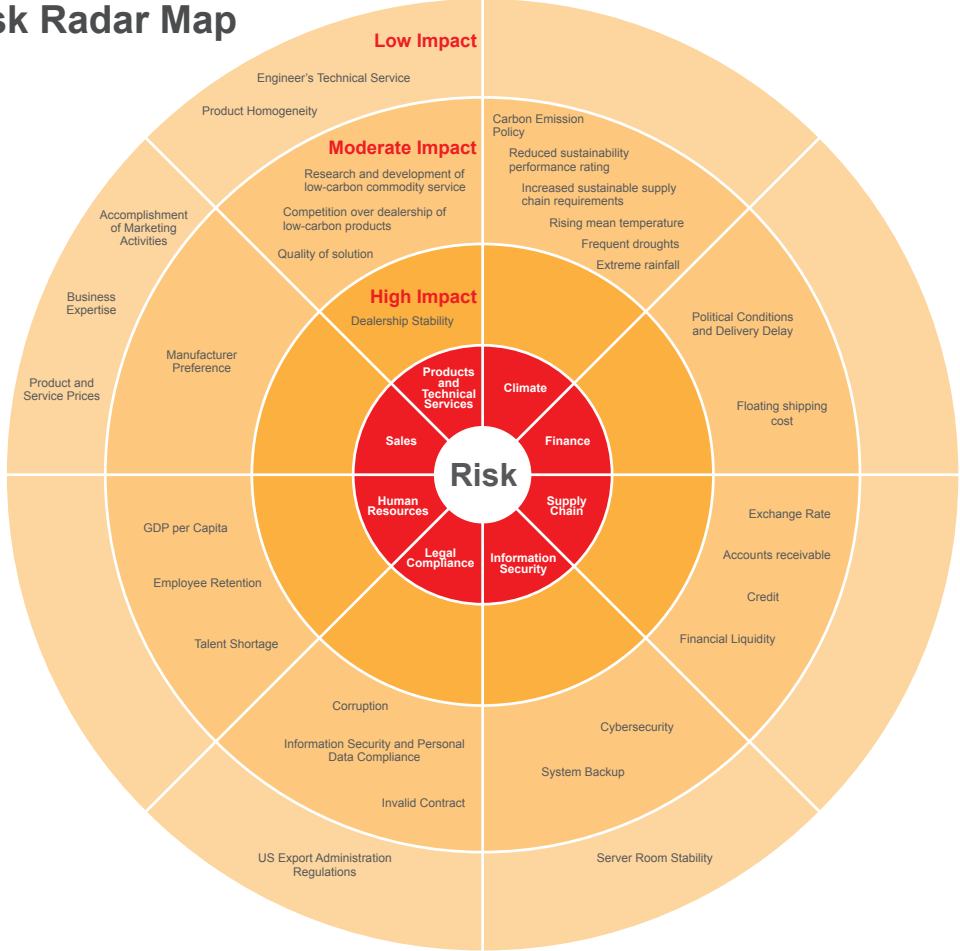 sk Radar Map
Low Impact
Engineer's Technical Service
Product Homogeneity
Moderate Impact
Research and development of
low-carbon commodity service
Competition over dealership of
low-carbon products
Quality of solution
High Impact
Dealership Stability
Carbon Emission
Policy
Reduced sustainability
performance rating
Increased sustainable supply
chain requirements
Rising mean temperature
Frequent droughts
Extreme rainfall
Accomplishment
of Marketing
Activities
Business
Expertise
Product and
Service Prices
Manufacturer
Preference
Political Conditions
and Delivery Delay
Floating shipping
cost
Products
and
Technical
Services
Climate
Sales
Finance
Risk
Human
Resources
Supply
Chain
Legal
Compliance
Information
Security
GDP per Capita
Employee Retention
Talent Shortage
Exchange Rate
Accounts receivable
Credit
Financial Liquidity
Corruption
Information Security and Personal
Data Compliance
Invalid Contract
Cybersecurity
System Backup
US Export Administration
Regulations
Server Room Stability